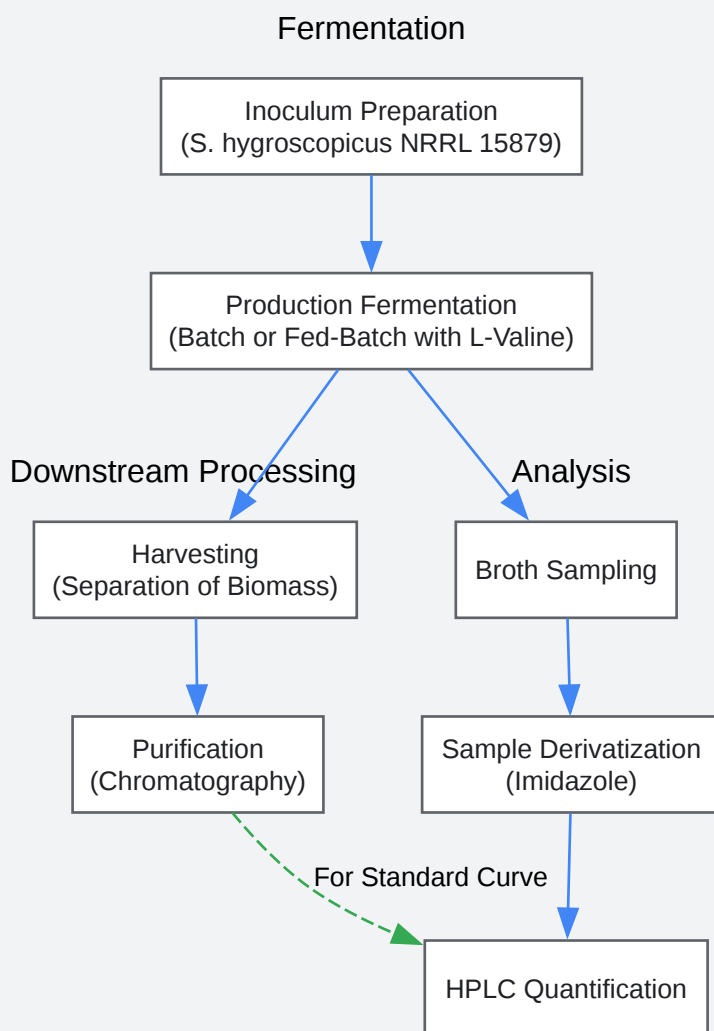 Fermentation
Inoculum Preparation
(S. hygroscopicus NRRL 15879)
Production Fermentation
(Batch or Fed-Batch with L-Valine)
Downstream Processing
Analysis
Harvesting
(Separation of Biomass)
Broth Sampling
Purification
(Chromatography)
Sample Derivatization
(Imidazole)
For Standard Curve
HPLC Quantification